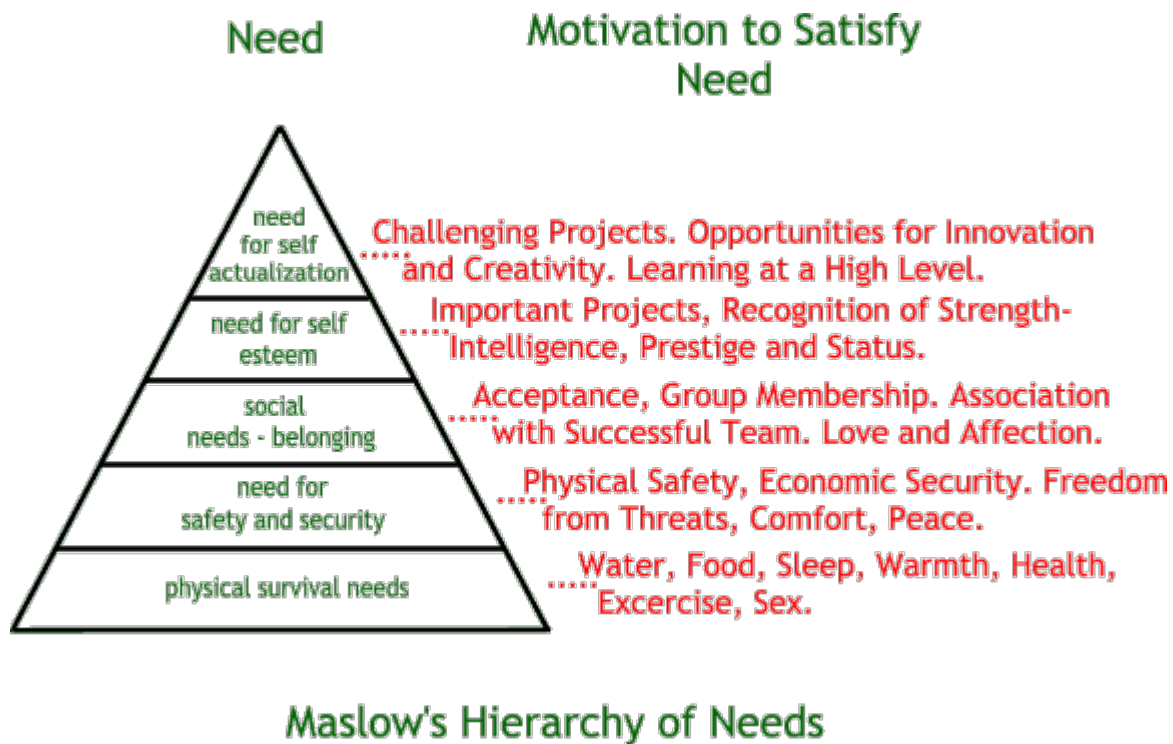 Need
Motivation to Satisfy
Need
need
for self
actualization
Challenging Projects. Opportunities for Innovation
and Creativity. Learning at a High Level.
need for self
esteem
Important Projects, Recognition of Strength-
Intelligence, Prestige and Status.
social
needs - belonging
Acceptance, Group Membership. Association
with Successful Team. Love and Affection.
need for
safety and security
Physical Safety, Economic Security. Freedom
from Threats, Comfort, Peace.
physical survival needs
Water, Food, Sleep, Warmth, Health,
Excercise, Sex.
Maslow's Hierarchy of Needs